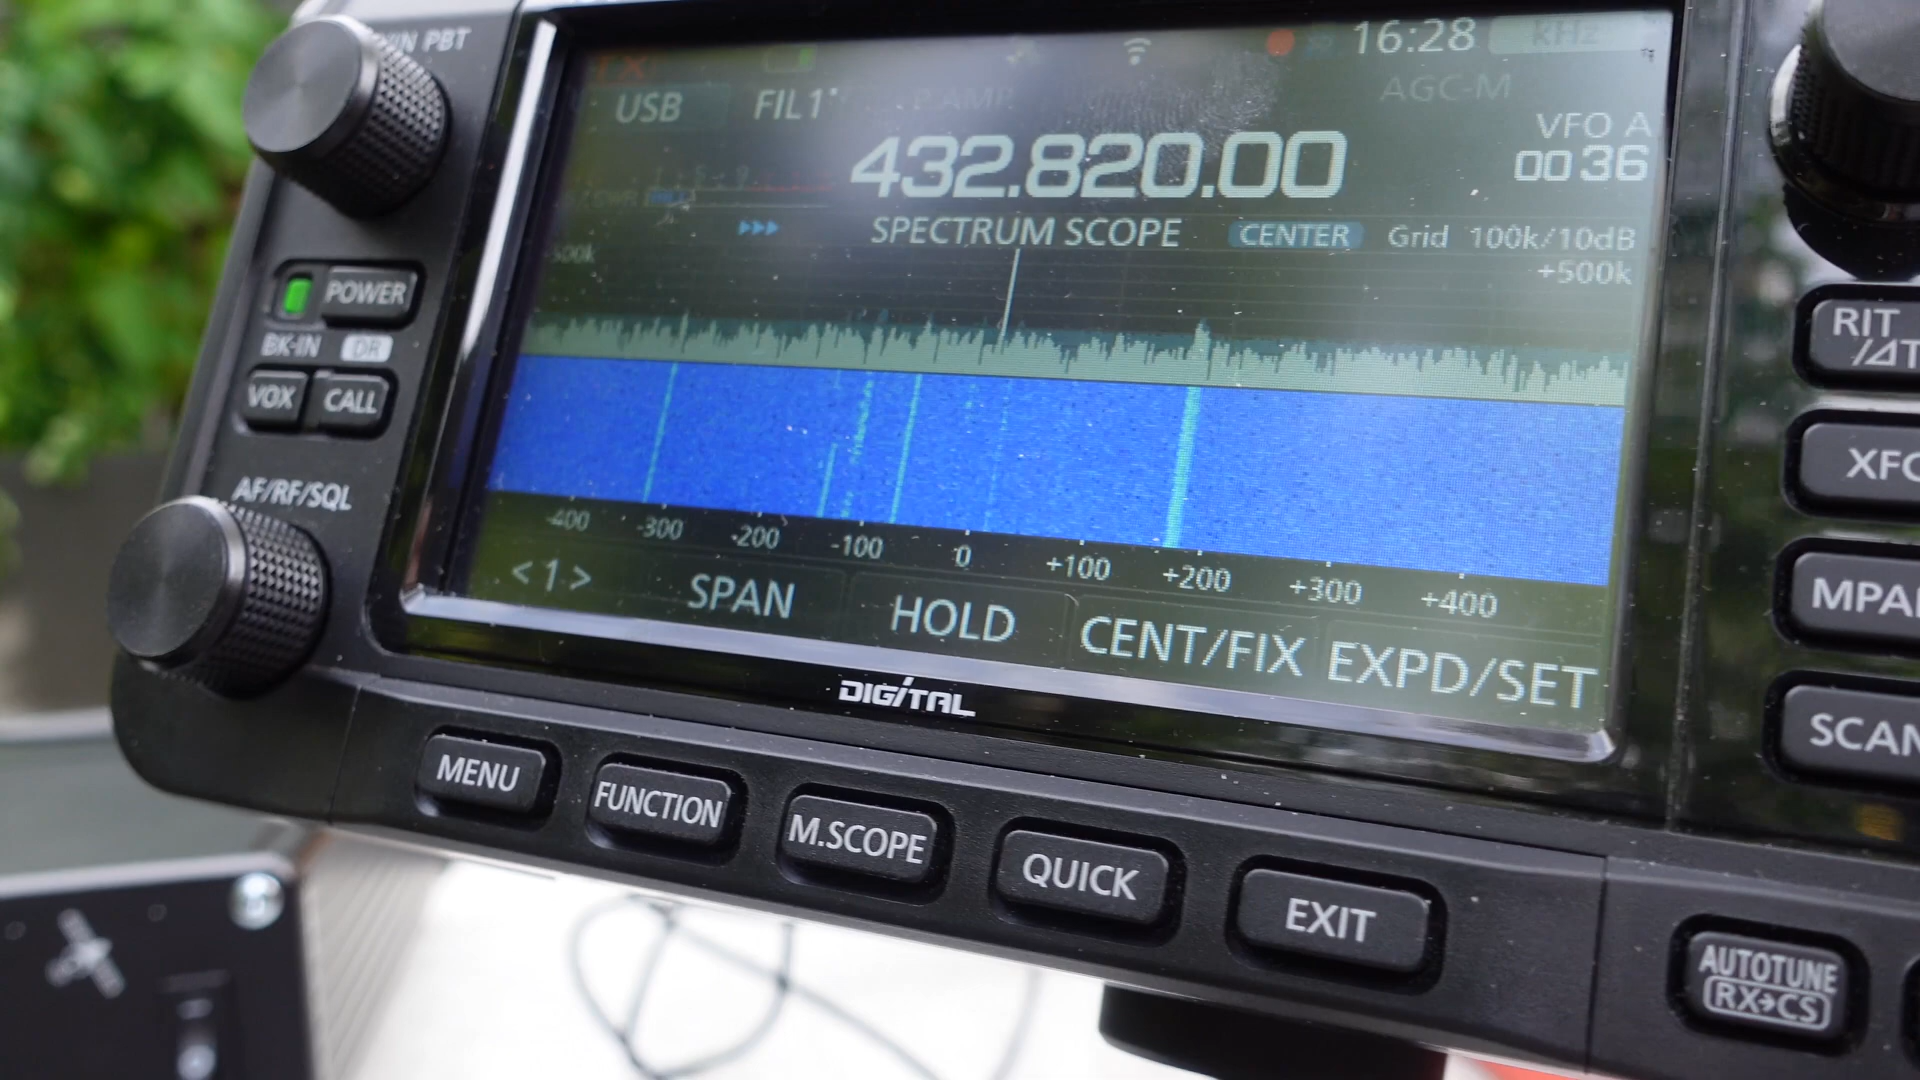 TWIN PBT
16:28
kHz
TX
USB
FIL1
P.AMP
AGC-M
432.820.00
VFO A
00 36
SPECTRUM SCOPE
CENTER
Grid 100k/10dB
+500k
POWER
BK-IN
DR
VOX
CALL
AF/RF/SQL
-400 -300 -200 -100 0 +100 +200 +300 +400
<1>
SPAN
HOLD
CENT/FIX
EXPD/SET
DIGITAL
MENU
FUNCTION
M.SCOPE
QUICK
EXIT
RIT
XFC
SCAN
AUTOTUNE
RX→CS